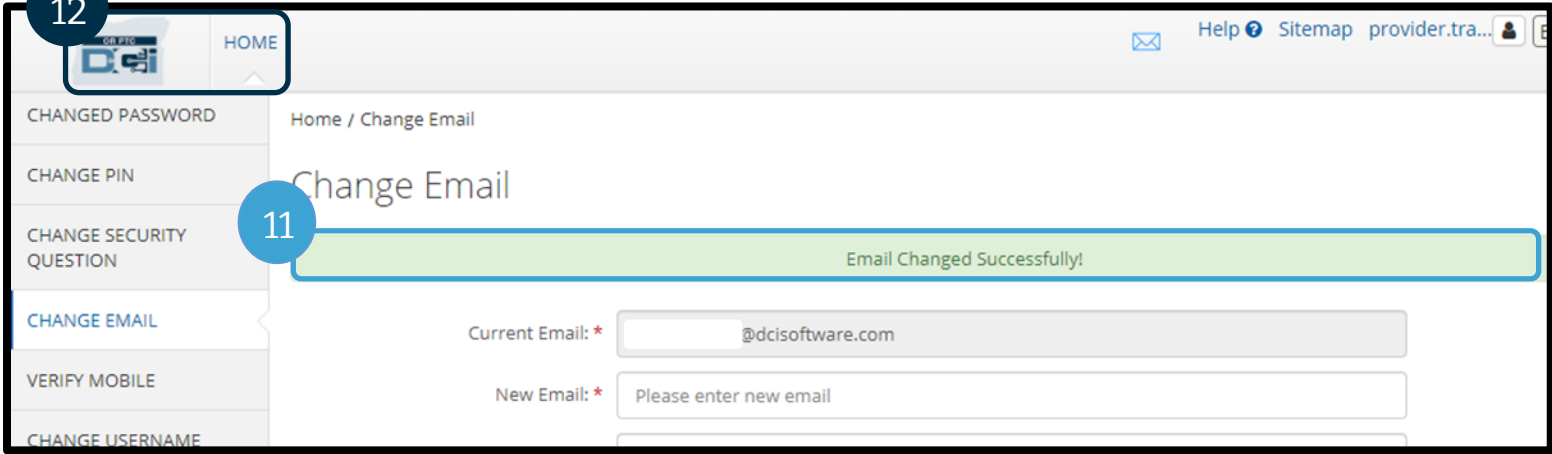 12
OR PTC
DCi
HOME
Help ? Sitemap provider.tra...
CHANGED PASSWORD
CHANGE PIN
CHANGE SECURITY
QUESTION
CHANGE EMAIL
VERIFY MOBILE
CHANGE USERNAME
Home / Change Email
Change Email
11
Email Changed Successfully!
Current Email: * @dcisoftware.com
New Email: * Please enter new email